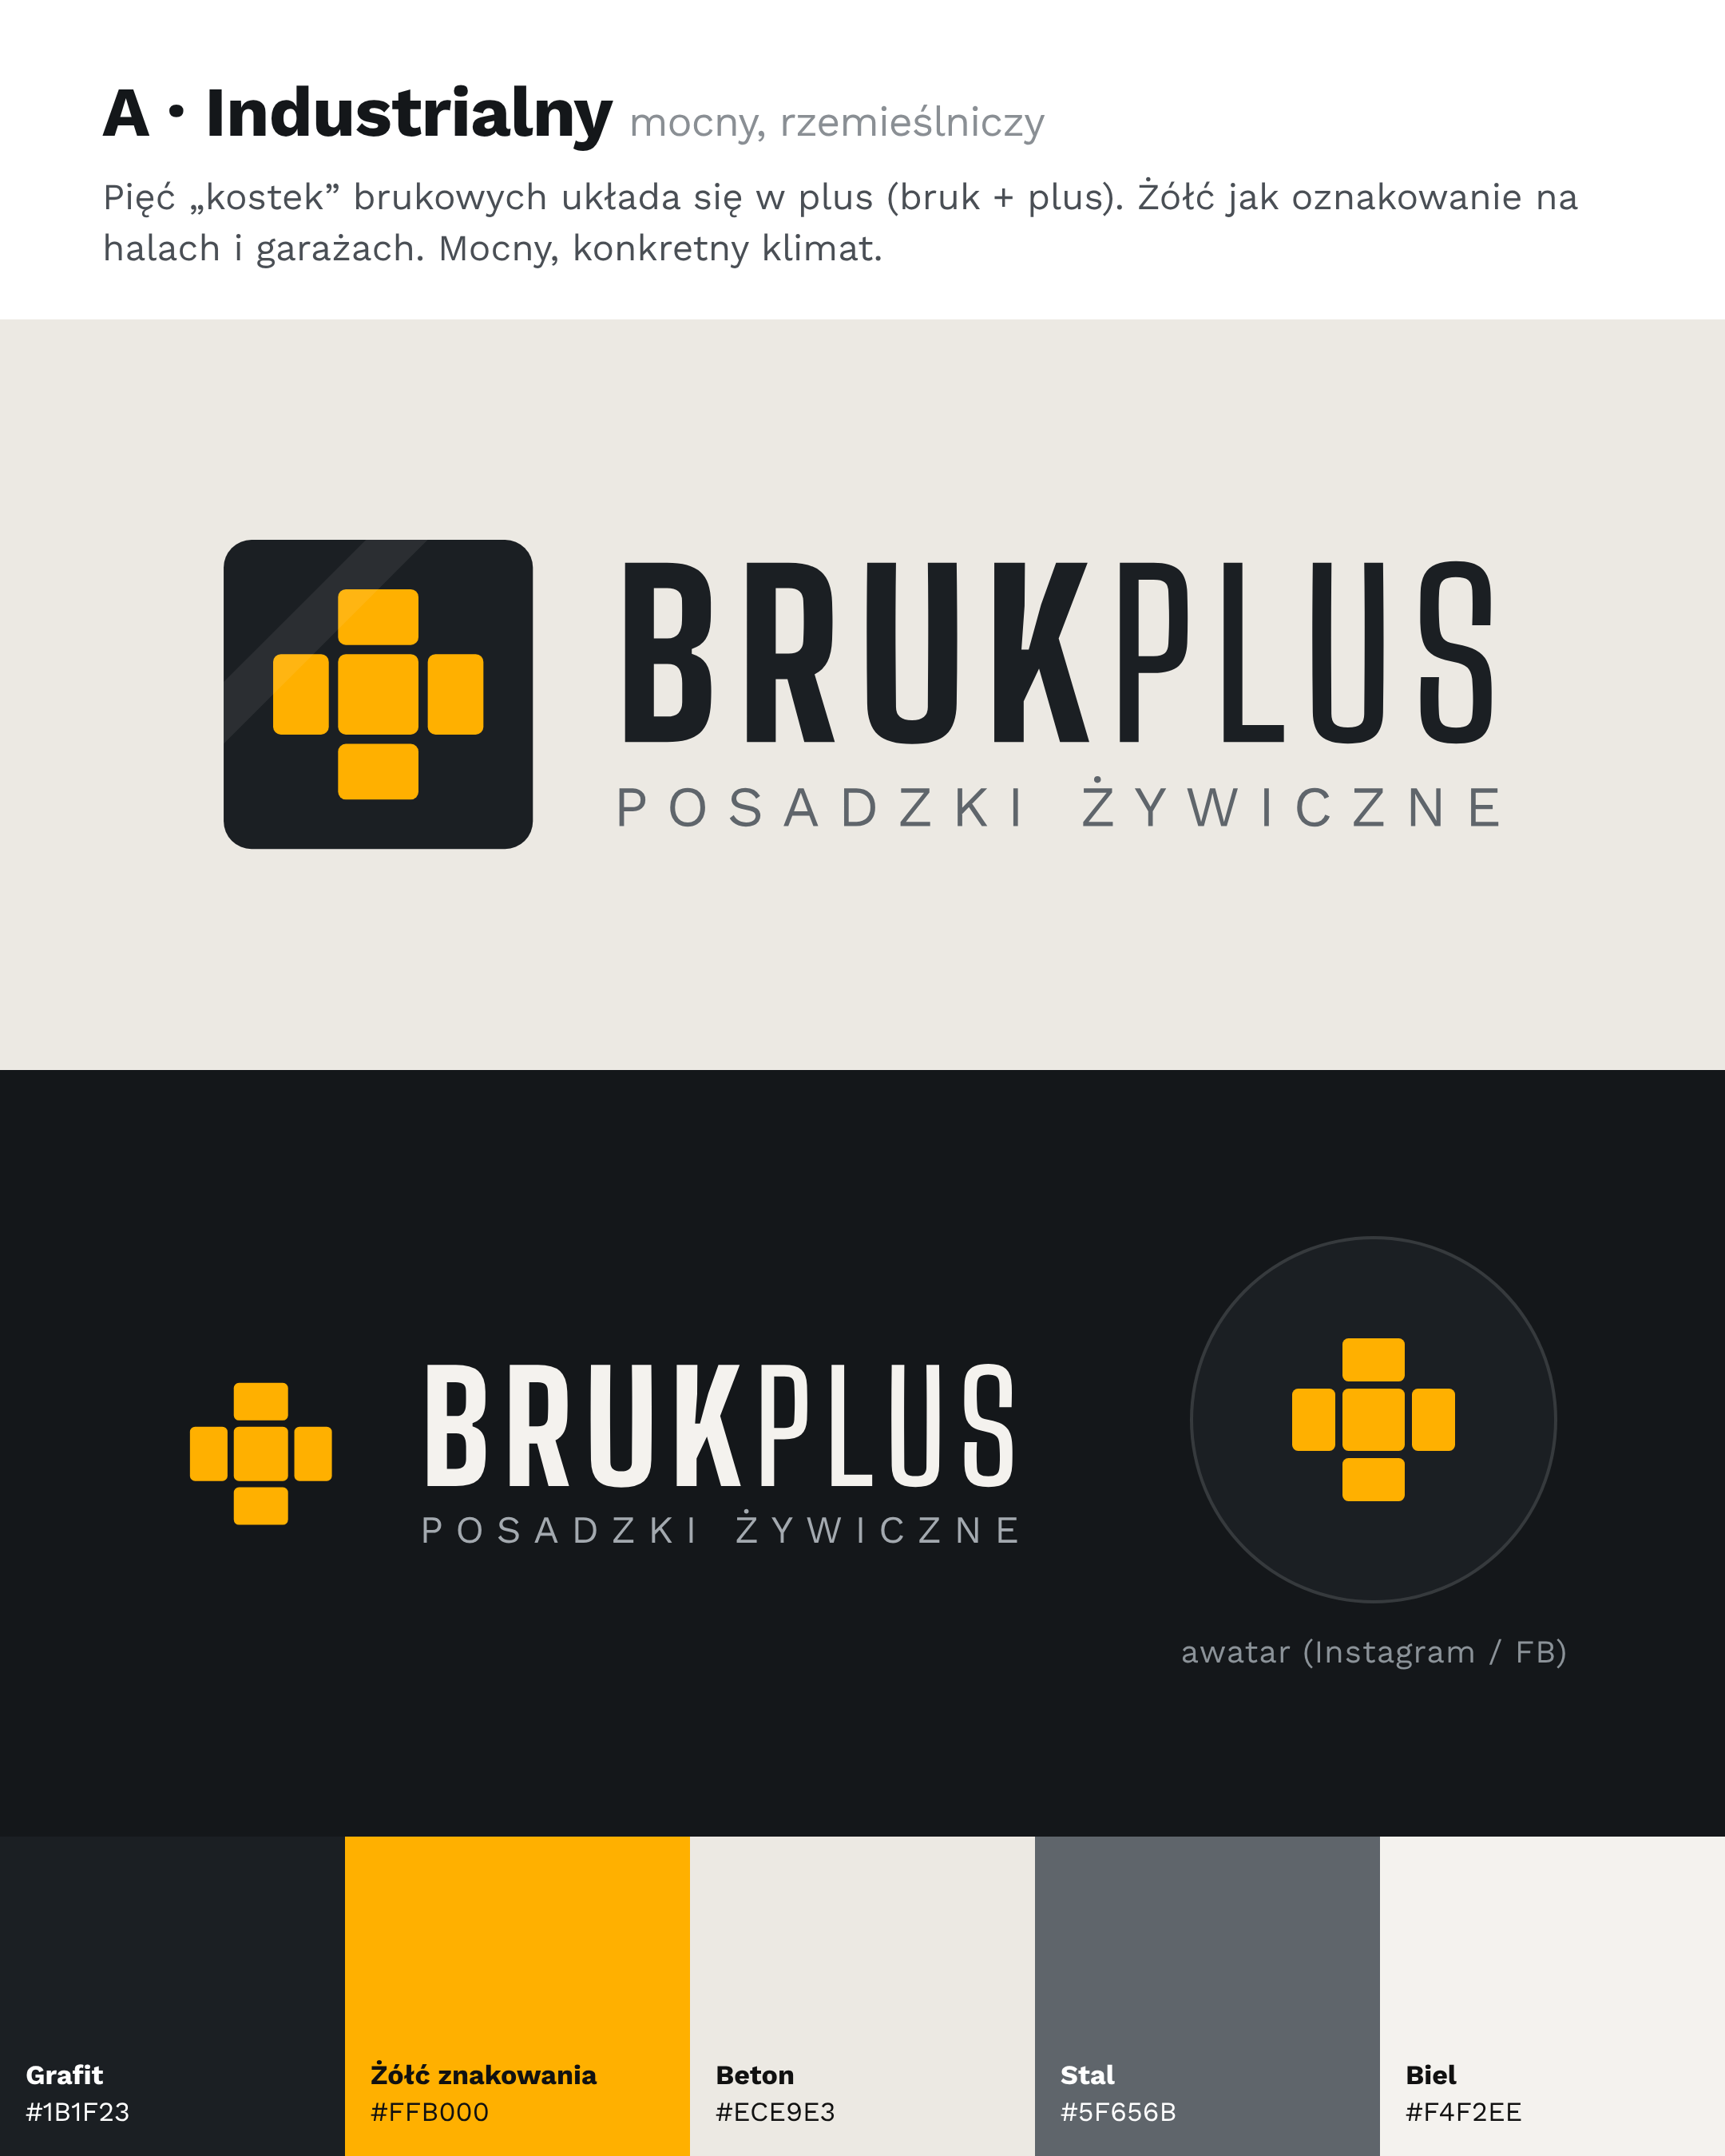 A · Industrialny mocny, rzemieślniczy
Pięć „kostek” brukowych układa się w plus (bruk + plus). Żółć jak oznakowanie na
halach i garażach. Mocny, konkretny klimat.
BRUKPLUS
POSADZKI ŻYWICZNE
BRUKPLUS
POSADZKI ŻYWICZNE
awatar (Instagram / FB)
Grafit
#1B1F23
Żółć znakowania
#FFB000
Beton
#ECE9E3
Stal
#5F656B
Biel
#F4F2EE